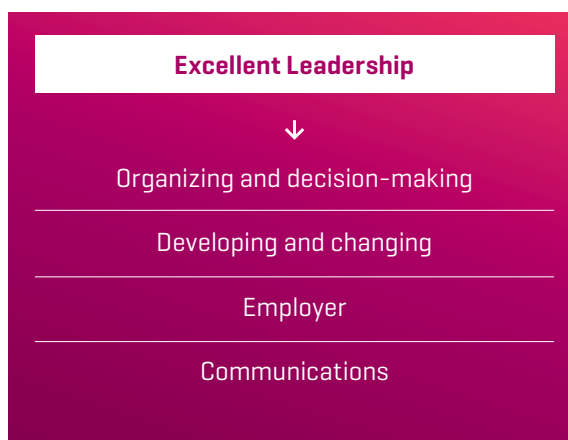 Excellent Leadership
Organizing and decision-making
Developing and changing
Employer
Communications